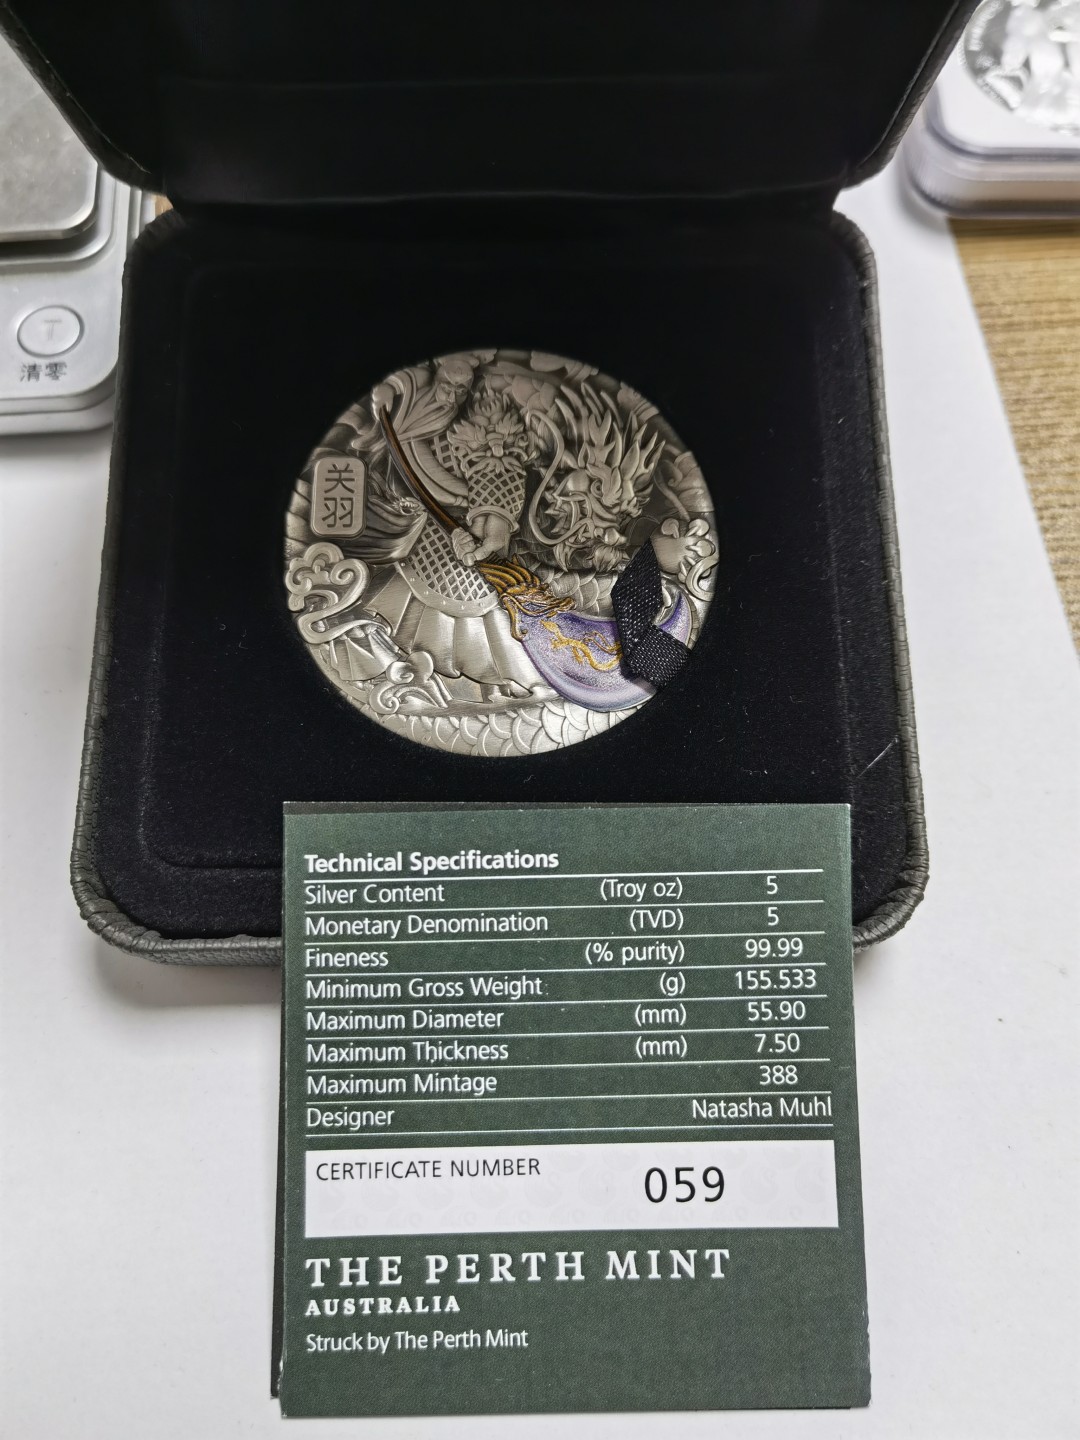 T
清零
关
羽
Technical Specifications
Silver Content (Troy oz) 5
Monetary Denomination (TVD) 5
Fineness (% purity) 99.99
Minimum Gross Weight (g) 155.533
Maximum Diameter (mm) 55.90
Maximum Thickness (mm) 7.50
Maximum Mintage 388
Designer Natasha Muhl
CERTIFICATE NUMBER 059
THE PERTH MINT
AUSTRALIA
Struck by The Perth Mint